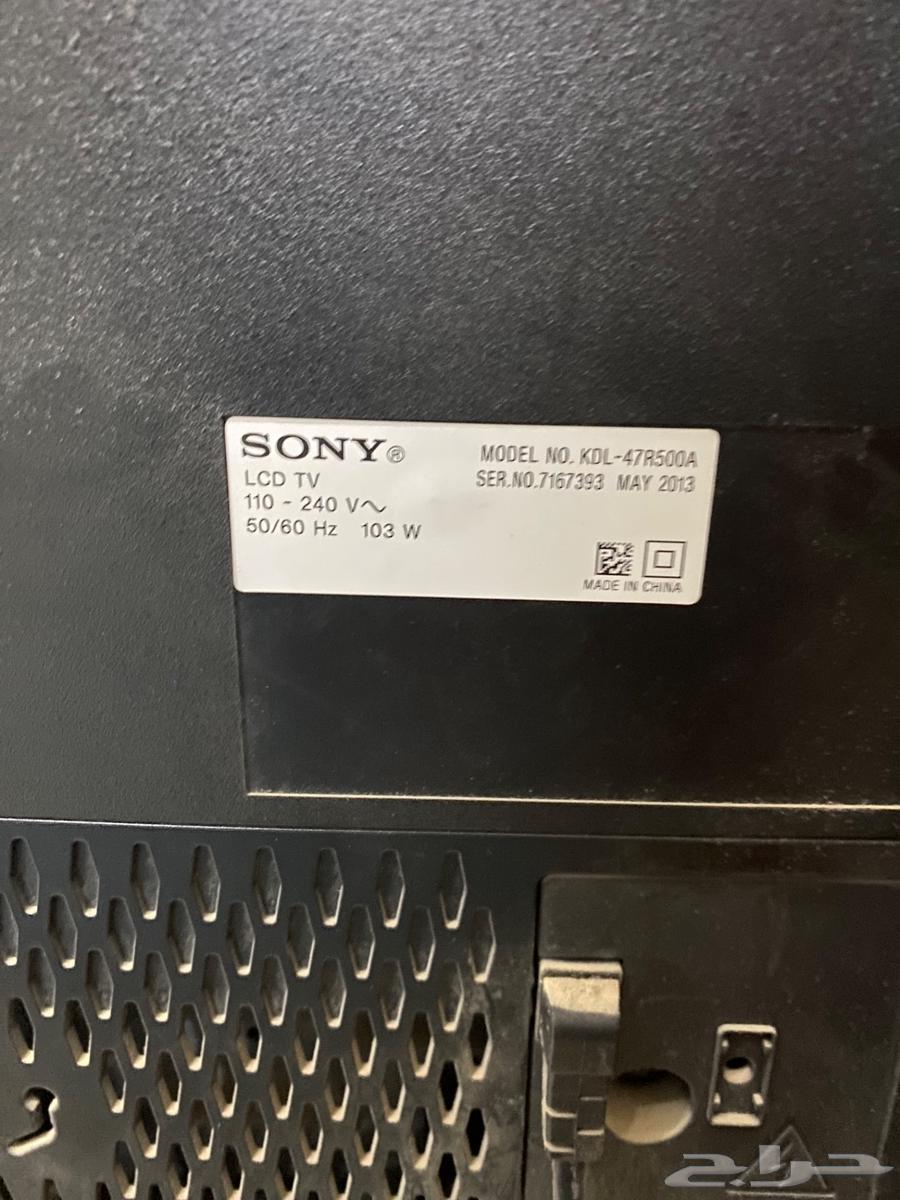 SONY®
MODEL NO. KDL-47R500A
LCD TV
SER.NO.7167393 MAY 2013
110 - 240 V~
50/60 Hz 103 W
MADE IN CHINA
حراج